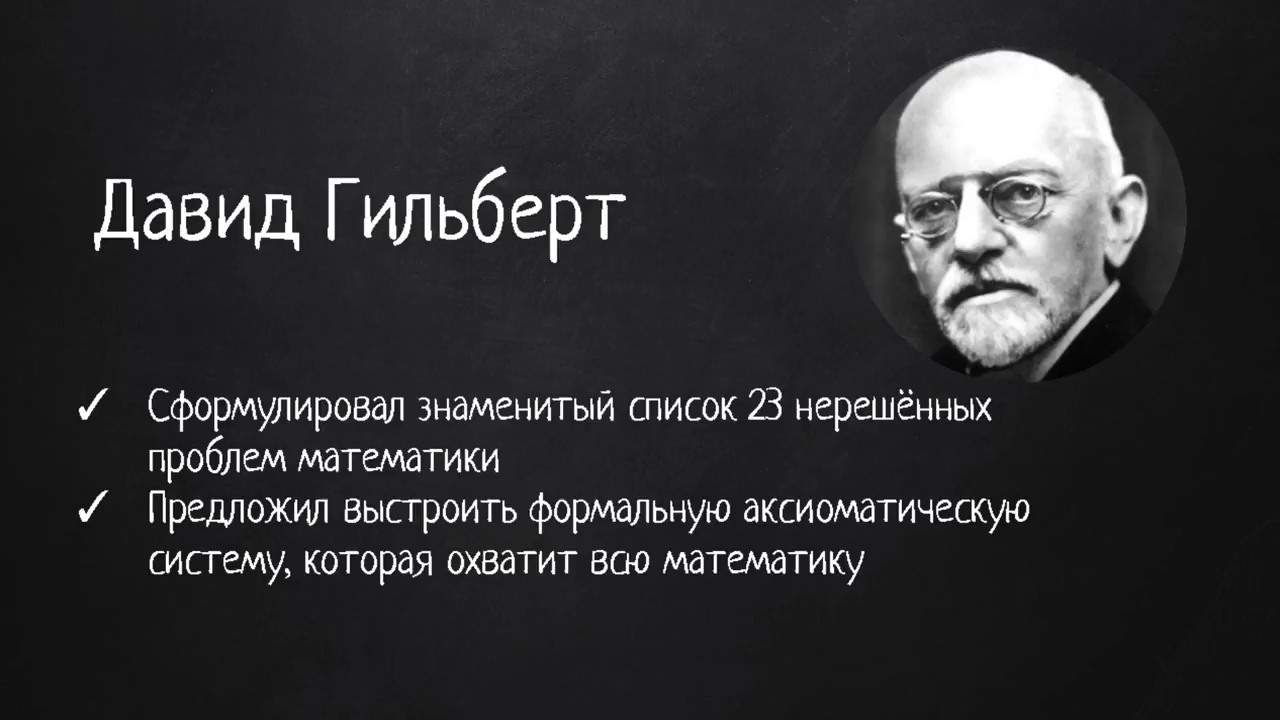 Давид Гильберт
✓ Сформулировал знаменитый список 23 нерешённых
проблем математики
✓ Предложил выстроить формальную аксиоматическую
систему, которая охватит всю математику